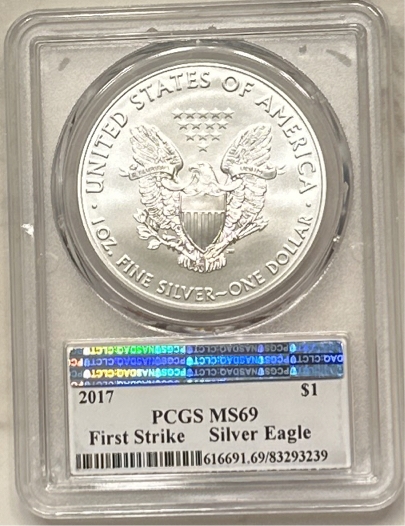 UNITED STATES OF AMERICA
1 OZ. FINE SILVER~ONE DOLLAR
2017 $1
PCGS MS69
First Strike Silver Eagle
616691.69/83293239